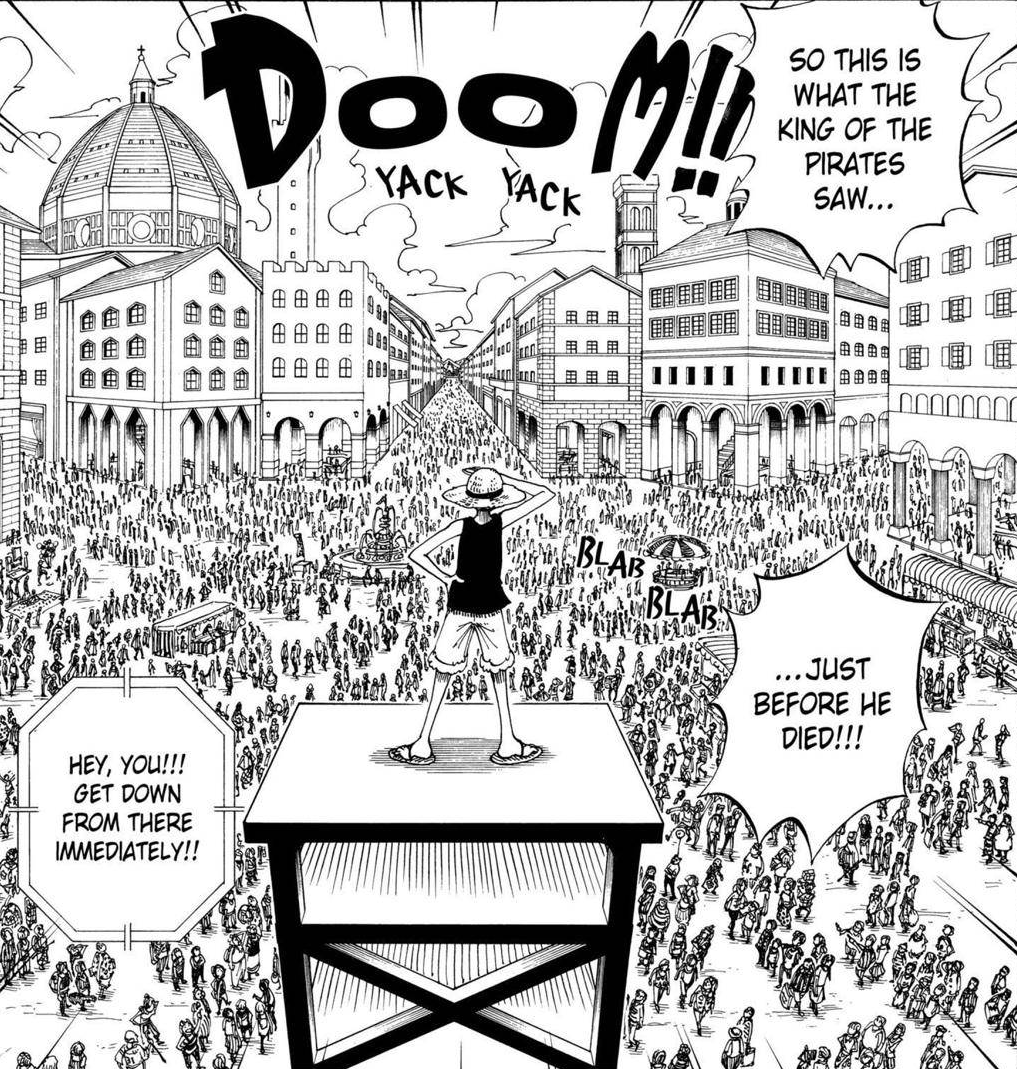 DOOM!!
SO THIS IS
WHAT THE
KING OF THE
PIRATES
SAW...
YACK YACK
BLAB
BLAB
...JUST
BEFORE HE
DIED!!!
HEY, YOU!!!
GET DOWN
FROM THERE
IMMEDIATELY!!